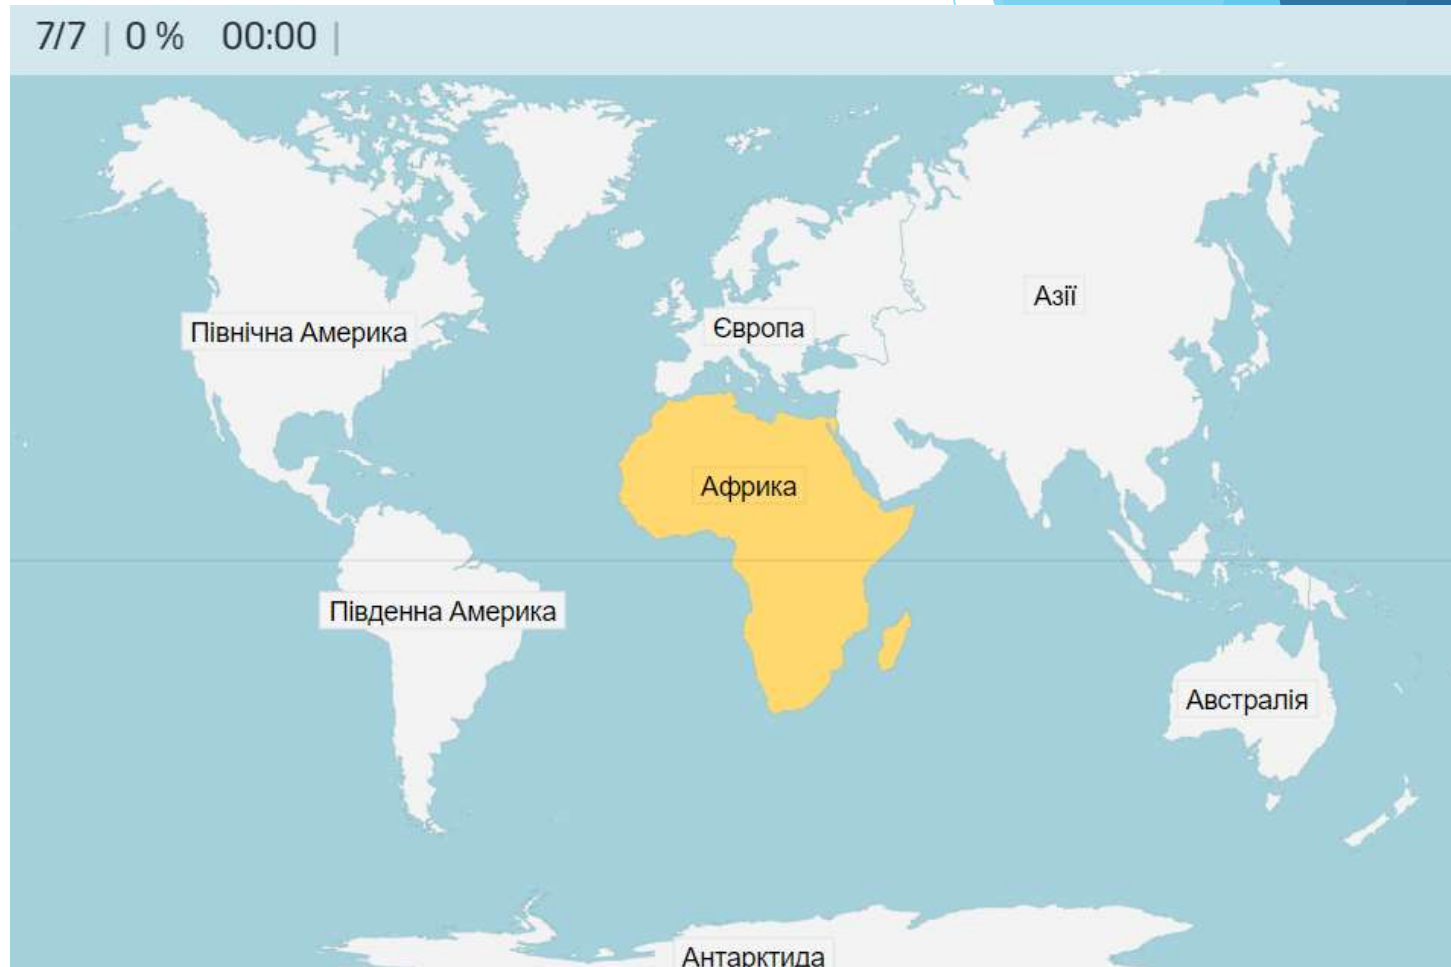 7/7 | 0 % 00:00 |
Азії
Північна Америка
Європа
Африка
Південна Америка
Австралія
Антарктида